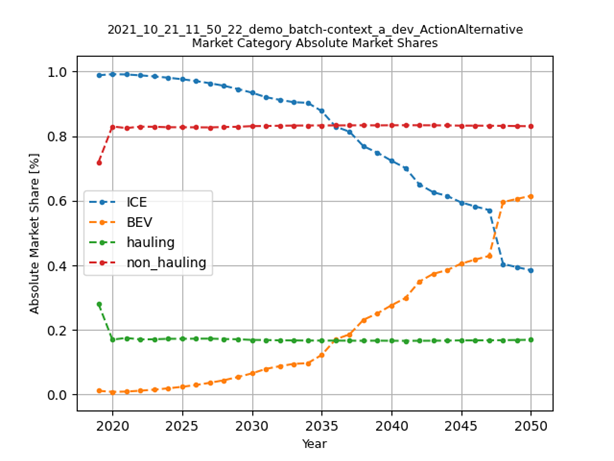 2021_10_21_11_50_22_demo_batch-context_a_dev_ActionAlternative
Market Category Absolute Market Shares
1.0
0.8
0.6
0.4
0.2
0.0
Absolute Market Share [%]
ICE
BEV
hauling
non_hauling
2020
2025
2030
2035
2040
2045
2050
Year